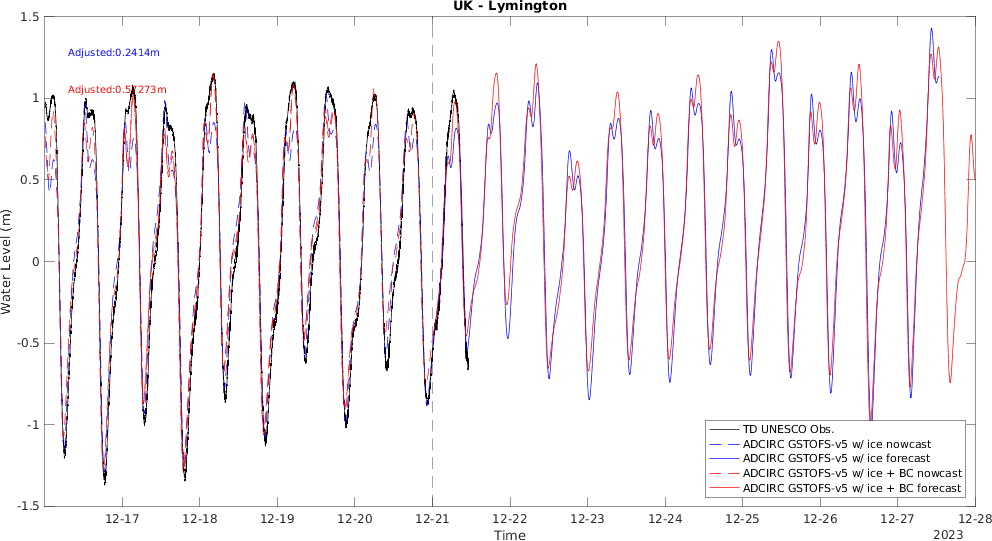 UK - Lymington
1.5
1
0.5
0
-0.5
-1
-1.5
Water Level (m)
Adjusted:0.2414m
TD UNESCO Obs.
ADCIRC GSTOFS-v5 w/ ice nowcast
ADCIRC GSTOFS-v5 w/ ice forecast
ADCIRC GSTOFS-v5 w/ ice + BC nowcast
ADCIRC GSTOFS-v5 w/ ice + BC forecast
12-17 12-18 12-19 12-20 12-21 12-22 12-23 12-24 12-25 12-26 12-27 12-28
Time
2023